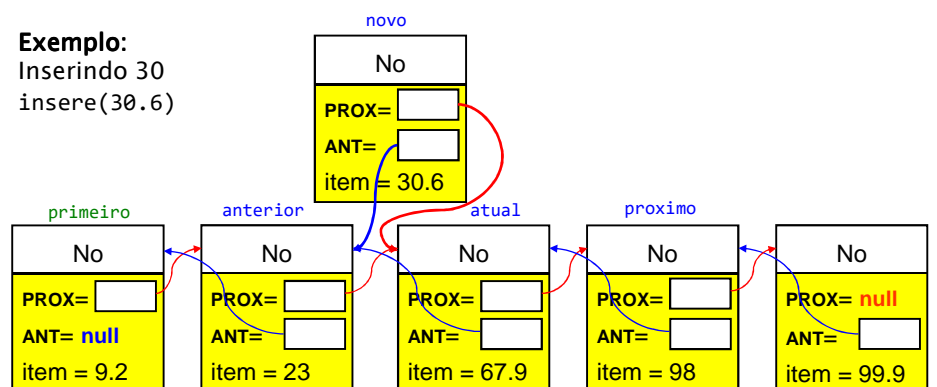 novo
Exemplo:
Inserindo 30
insere(30.6)
No
PROX=
ANT=
item = 30.6
primeiro
anterior
atual
proximo
No
PROX=
ANT= null
item = 9.2
No
PROX=
ANT=
item = 23
No
PROX=
ANT=
item = 67.9
No
PROX=
ANT=
item = 98
No
PROX= null
ANT=
item = 99.9